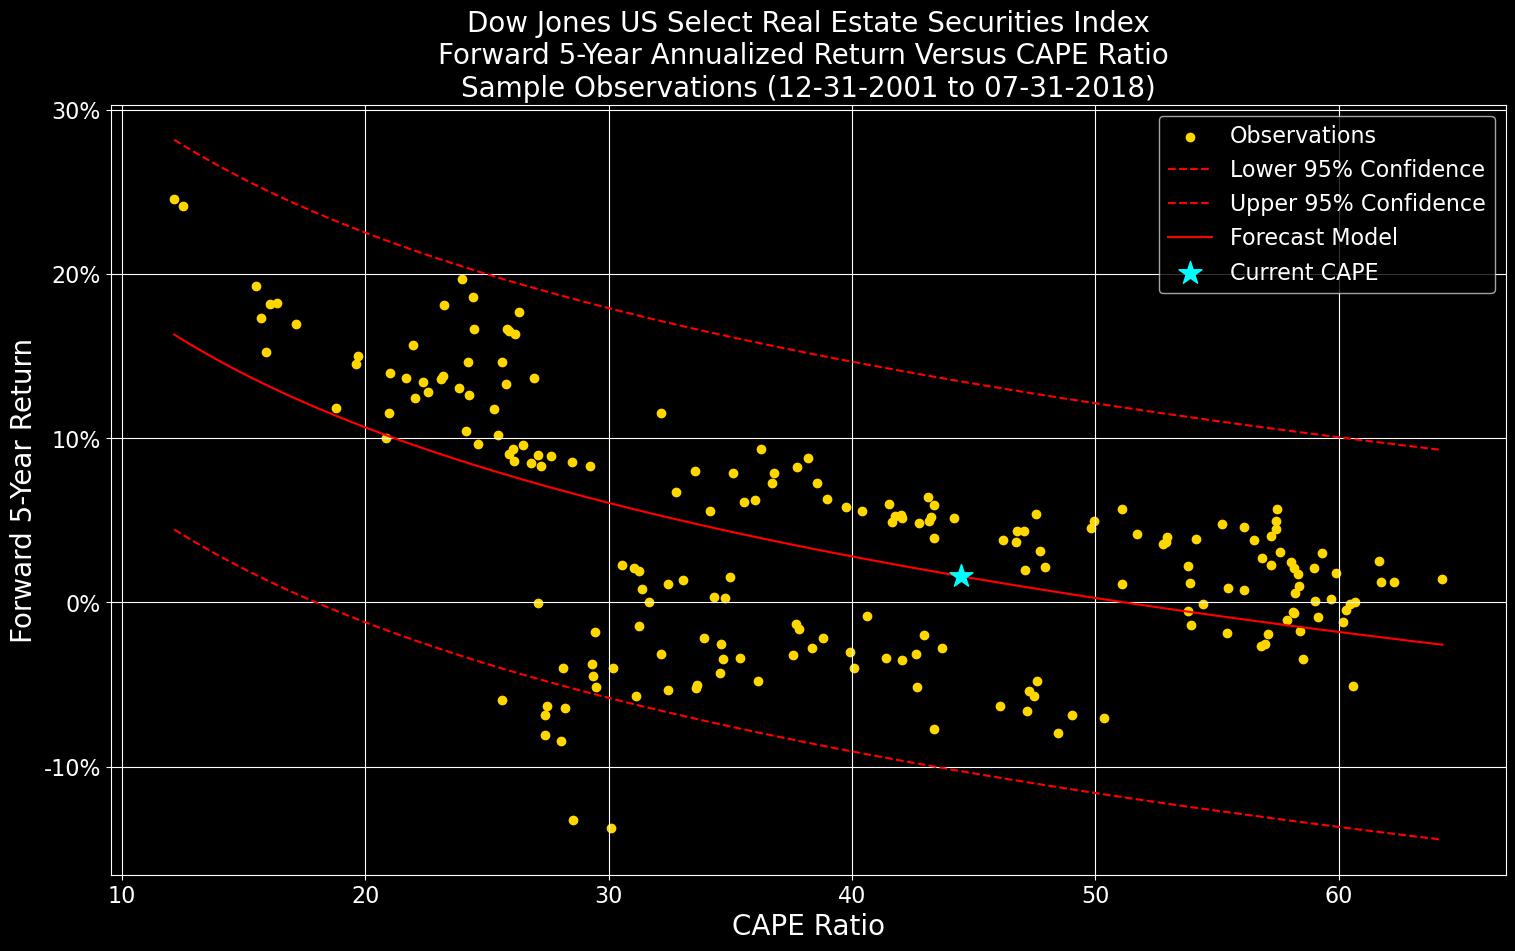 Dow Jones US Select Real Estate Securities Index
Forward 5-Year Annualized Return Versus CAPE Ratio
Sample Observations (12-31-2001 to 07-31-2018)
30%
20%
10%
0%
-10%
Forward 5-Year Return
Observations
Lower 95% Confidence
Upper 95% Confidence
Forecast Model
Current CAPE
10 20 30 40 50 60
CAPE Ratio